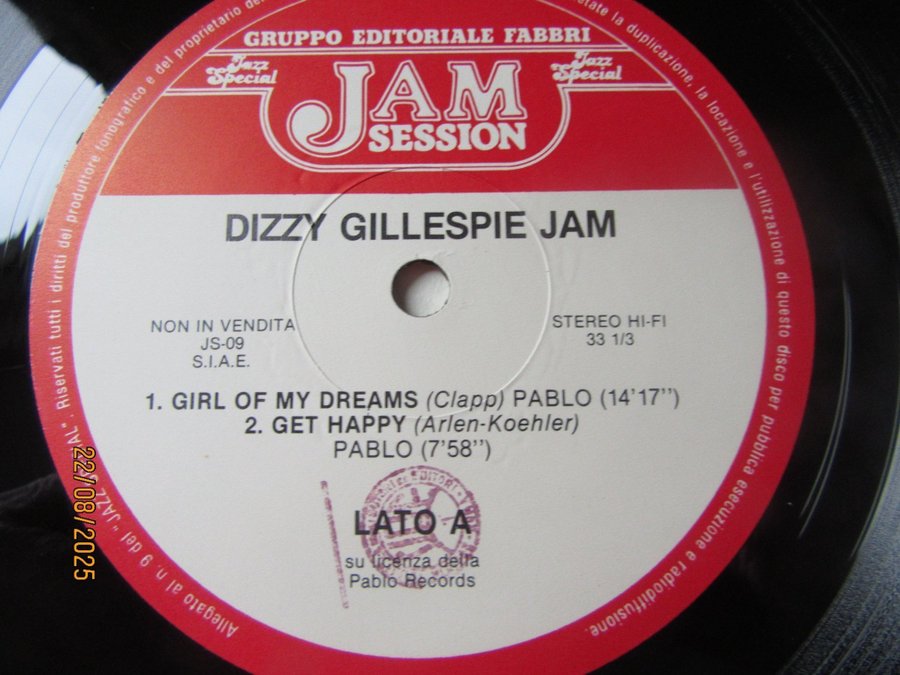 GRUPPO EDITORIALE FABBRI
Jazz Special
Jazz Special
JAM
SESSION
DIZZY GILLESPIE JAM
NON IN VENDITA
JS-09
S.I.A.E.
STEREO HI-FI
33 1/3
1. GIRL OF MY DREAMS (Clapp) PABLO (14'17'')
2. GET HAPPY (Arlen-Koehler)
PABLO (7'58'')
EDITORI
LATO A
su licenza della
Pablo Records
Allegato al n. 9 del "JAZZ AL". Riservati tutti i diritti del produttore fonografico e del proprietario del
la duplicazione, la locazione e l'utilizzazione di questo disco per pubblica esecuzione e radiodiffusione.
22/08/2025